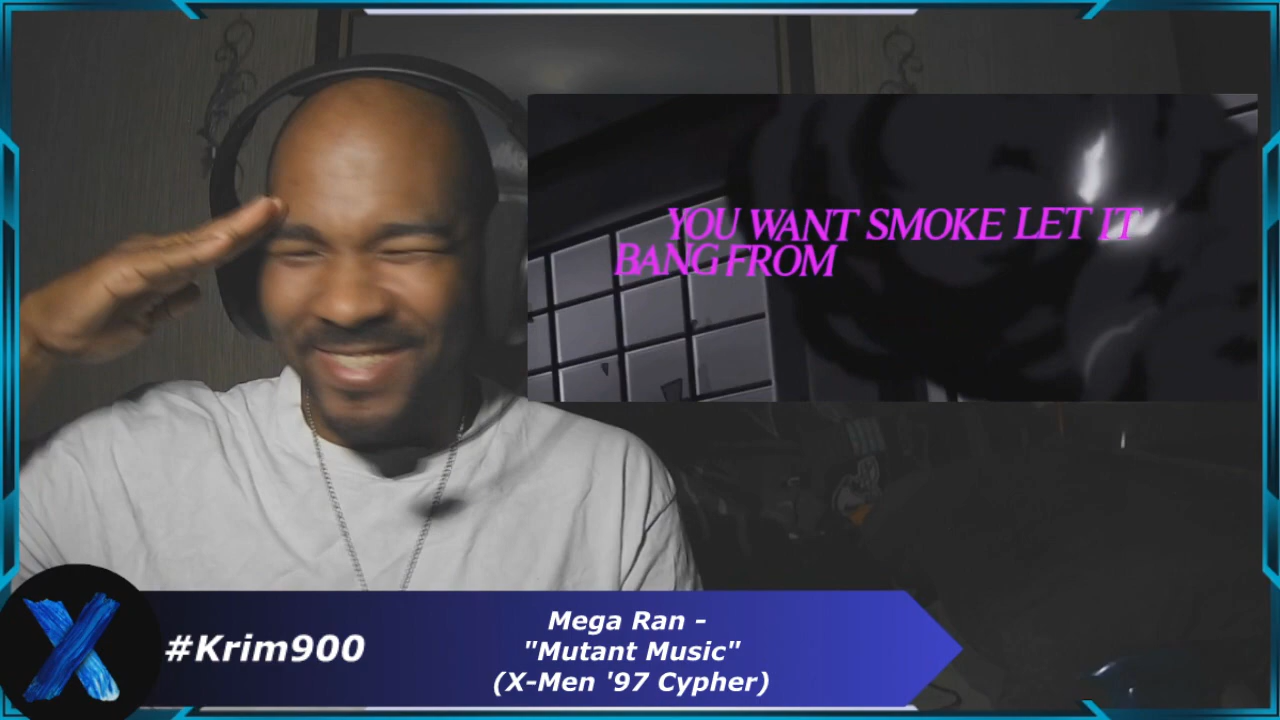 YOU WANT SMOKE LET IT
BANG FROM
#Krim900
Mega Ran -
"Mutant Music"
(X-Men '97 Cypher)